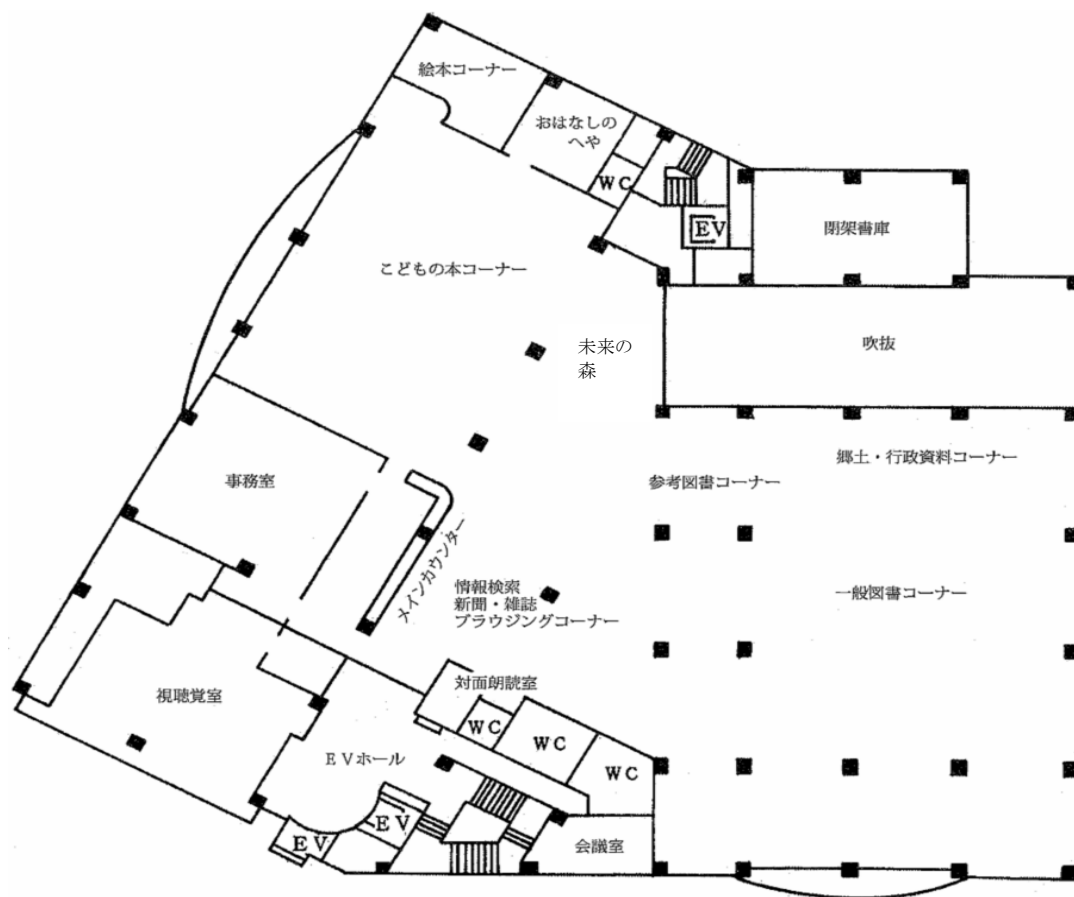 絵本コーナー
おはなしの
へや
WC
EV
閉架書庫
こどもの本コーナー
未来の
森
吹抜
郷土・行政資料コーナー
参考図書コーナー
事務室
メインカウンター
情報検索
新聞・雑誌
ブラウジングコーナー
一般図書コーナー
対面朗読室
視聴覚室
WC
WC
WC
EVホール
EV
EV
会議室